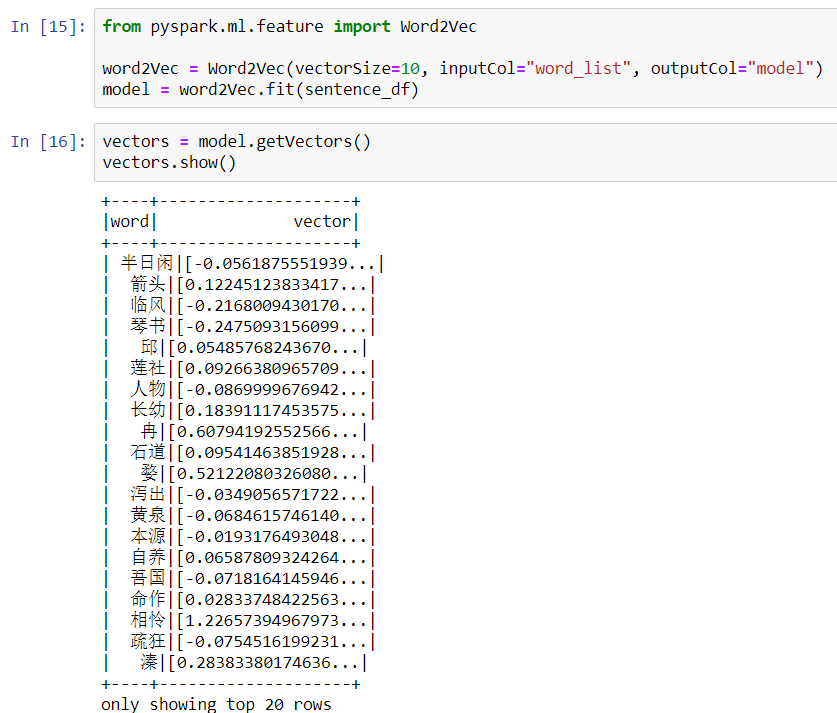 In [15]: from pyspark.ml.feature import Word2Vec
word2Vec = Word2Vec(vectorSize=10, inputCol="word_list", outputCol="model")
model = word2Vec.fit(sentence_df)
In [16]: vectors = model.getVectors()
vectors.show()
+----+--------------------+
|word|              vector|
+----+--------------------+
| 半日闲|[-0.0561875551939...|
|  箭头|[0.12245123833417...|
|  临风|[-0.2168009430170...|
|  琴书|[-0.2475093156099...|
|   邱|[0.05485768243670...|
|  莲社|[0.09266380965709...|
|  人物|[-0.0869999676942...|
|  长幼|[0.18391117453575...|
|   冉|[0.60794192552566...|
|  石道|[0.09541463851928...|
|   婺|[0.52122080326080...|
|  泻出|[-0.0349056571722...|
|  黄泉|[-0.0684615746140...|
|  本源|[-0.0193176493048...|
|  自养|[0.06587809324264...|
|  吾国|[-0.0718164145946...|
|  命作|[0.02833748422563...|
|  相怜|[1.22657394967973...|
|  疏狂|[-0.0754516199231...|
|   溱|[0.28383380174636...|
+----+--------------------+
only showing top 20 rows